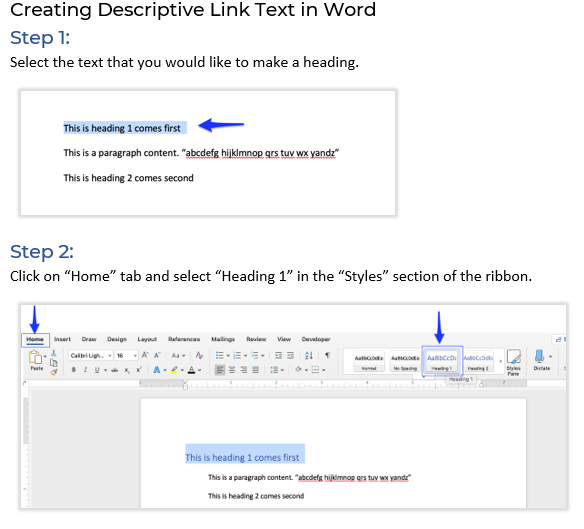 Creating Descriptive Link Text in Word
Step 1:
Select the text that you would like to make a heading.
This is heading 1 comes first
This is a paragraph content. “abcdefg hijklmnop qrs tuv wx yandz”
This is heading 2 comes second
Step 2:
Click on “Home” tab and select “Heading 1” in the “Styles” section of the ribbon.
Home Insert Draw Design Layout References Mailings Review View Developer
Paste
Calibri Ligh... 16
AaBbCcDdEe AaBbCcDdEe AaBbCcDc AaBbCcDdEe
Normal No Spacing Heading 1 Heading 2 Styles Pane Dictate
Heading 1
This is heading 1 comes first
This is a paragraph content. “abcdefg hijklmnop qrs tuv wx yandz”
This is heading 2 comes second